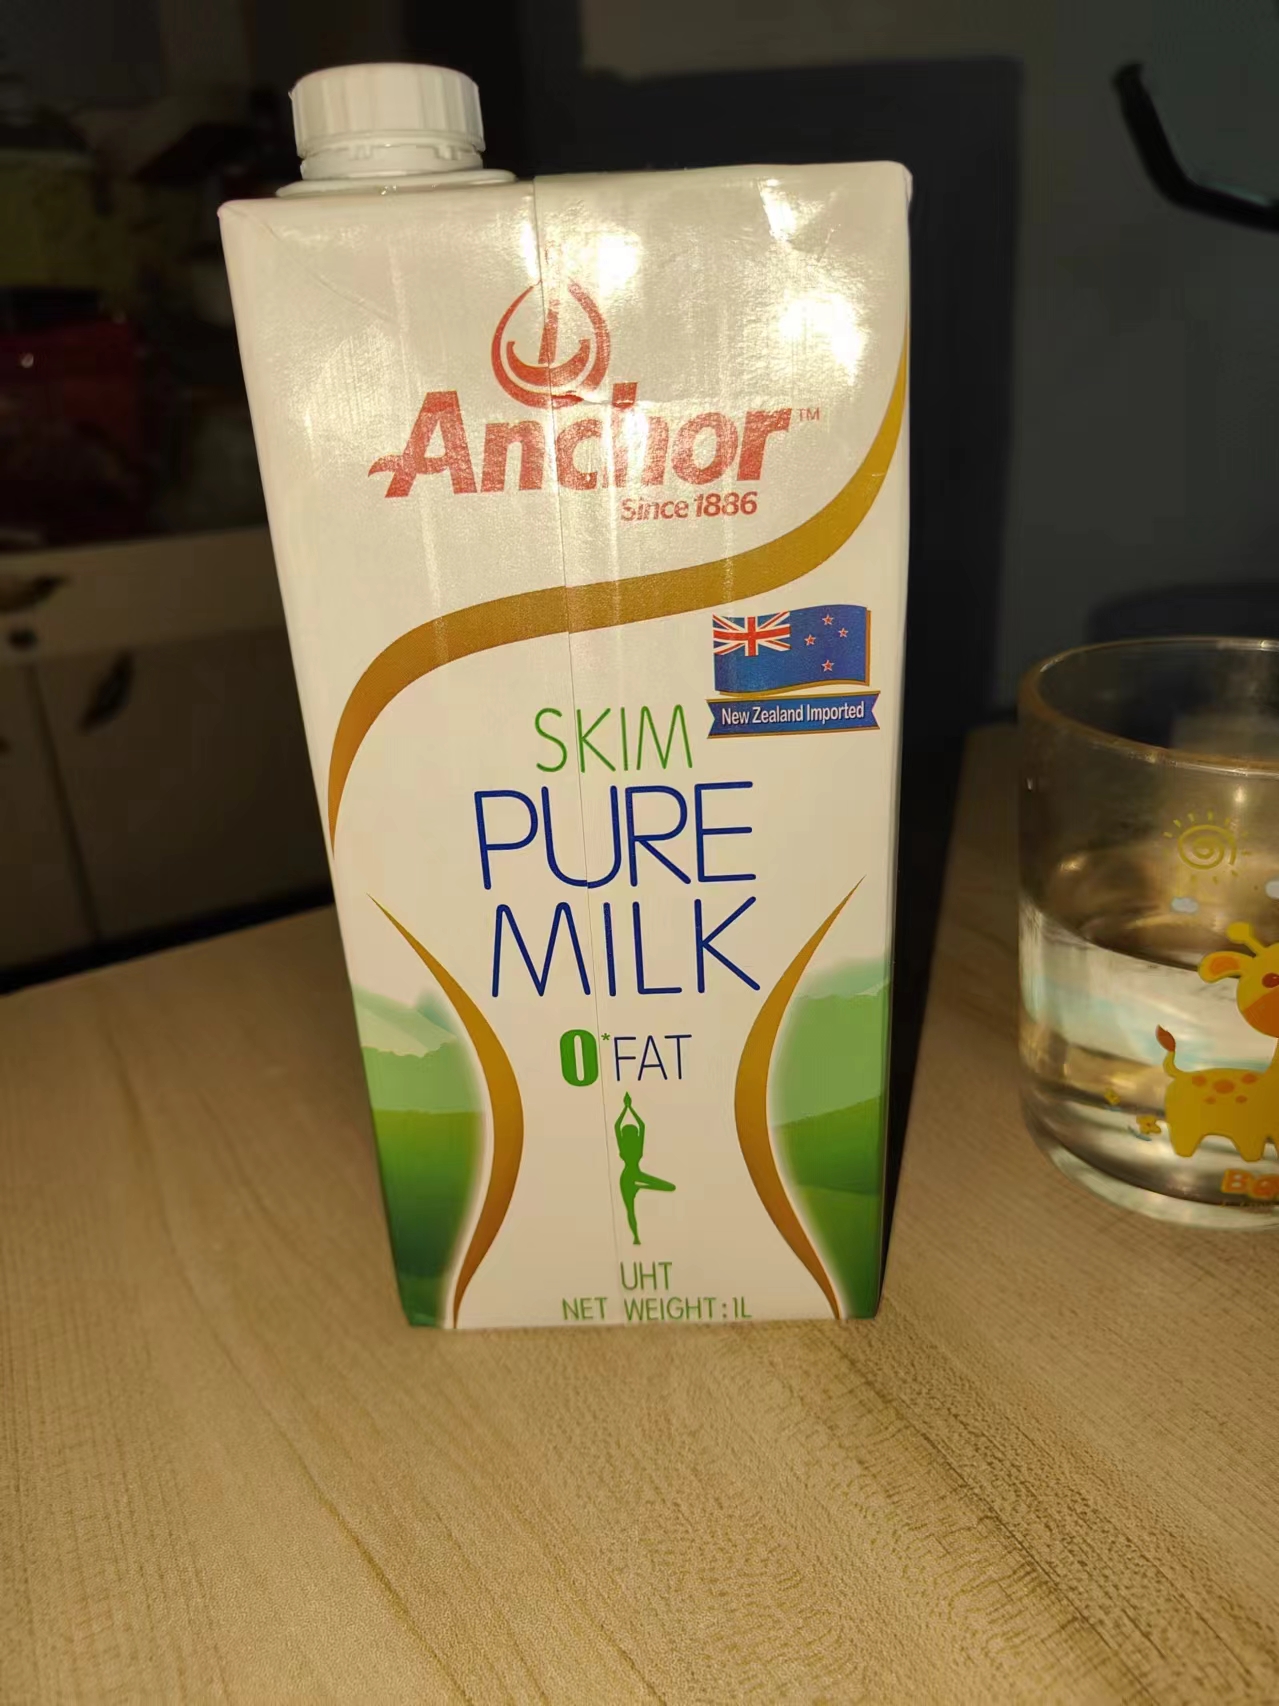 Anchor™
Since 1886
New Zealand Imported
SKIM
PURE
MILK
0*FAT
UHT
NET WEIGHT: 1L